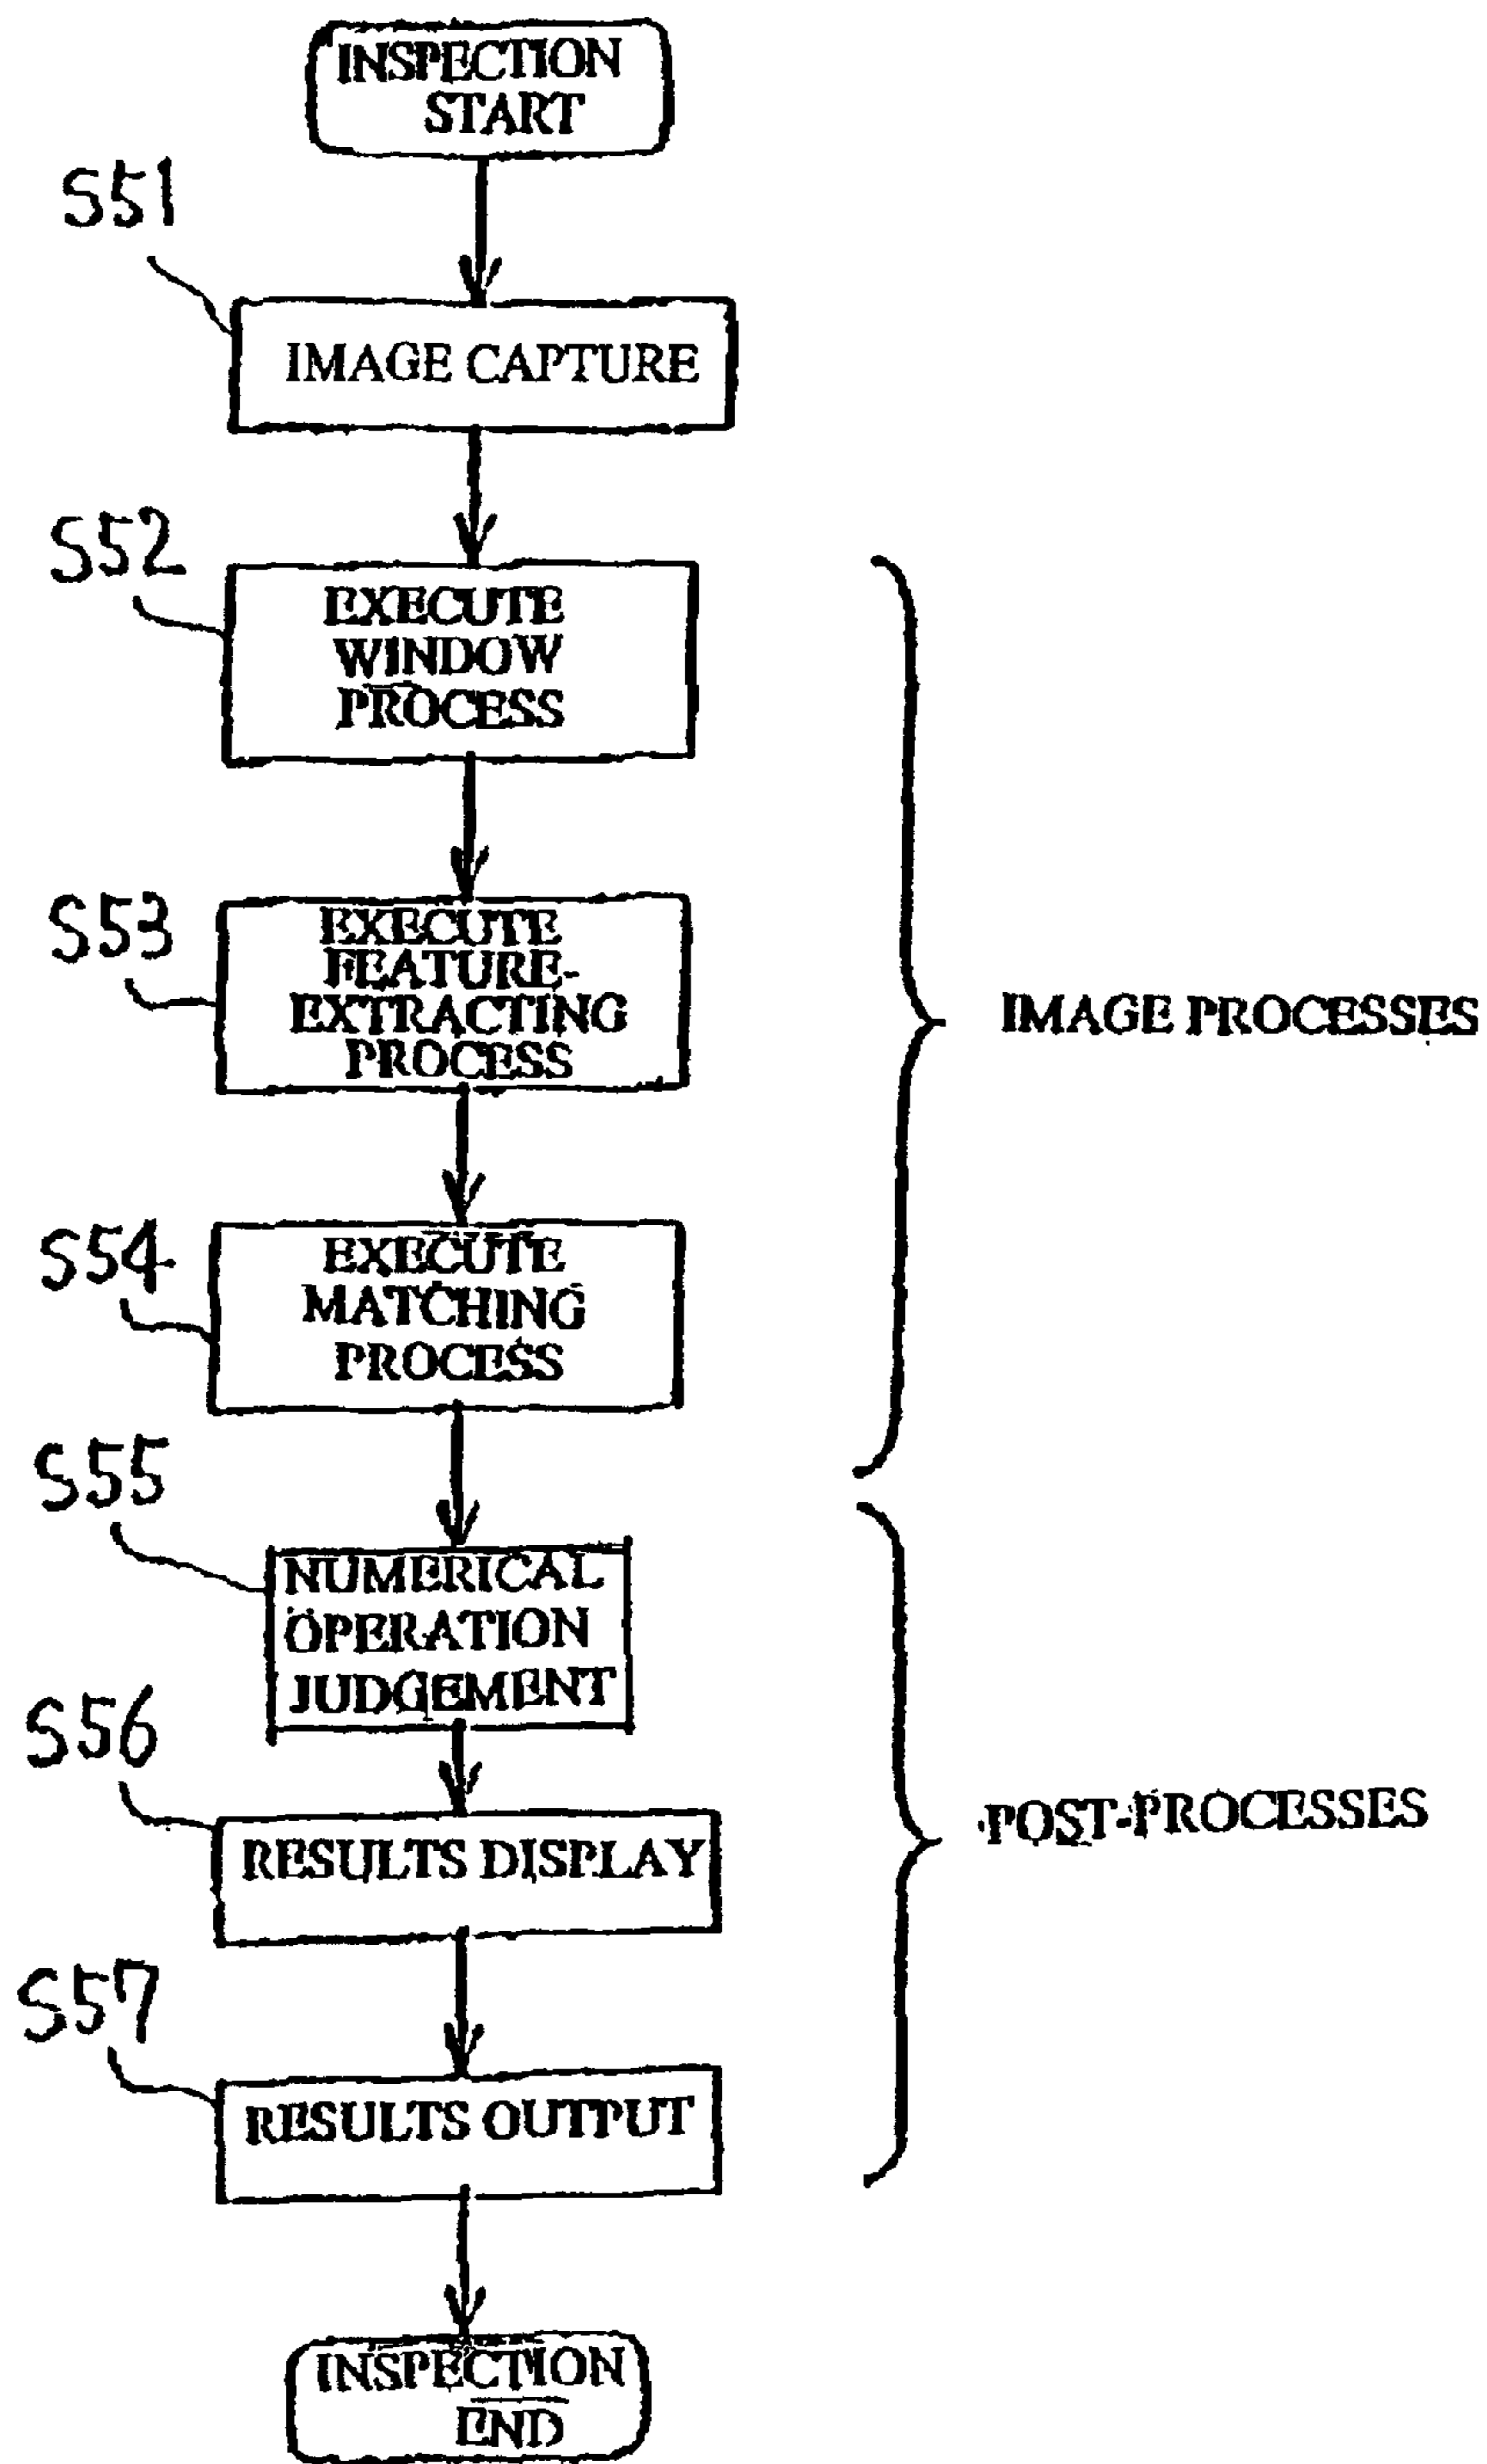 INSPECTION
START
S51
IMAGE CAPTURE
S52
EXECUTE
WINDOW
PROCESS
S53
EXECUTE
FEATURE-
EXTRACTING
PROCESS
IMAGE PROCESSES
S54
EXECUTE
MATCHING
PROCESS
S55
NUMERICAL
OPERATION
JUDGEMENT
S56
RESULTS DISPLAY
POST-PROCESSES
S57
RESULTS OUTPUT
INSPECTION
END